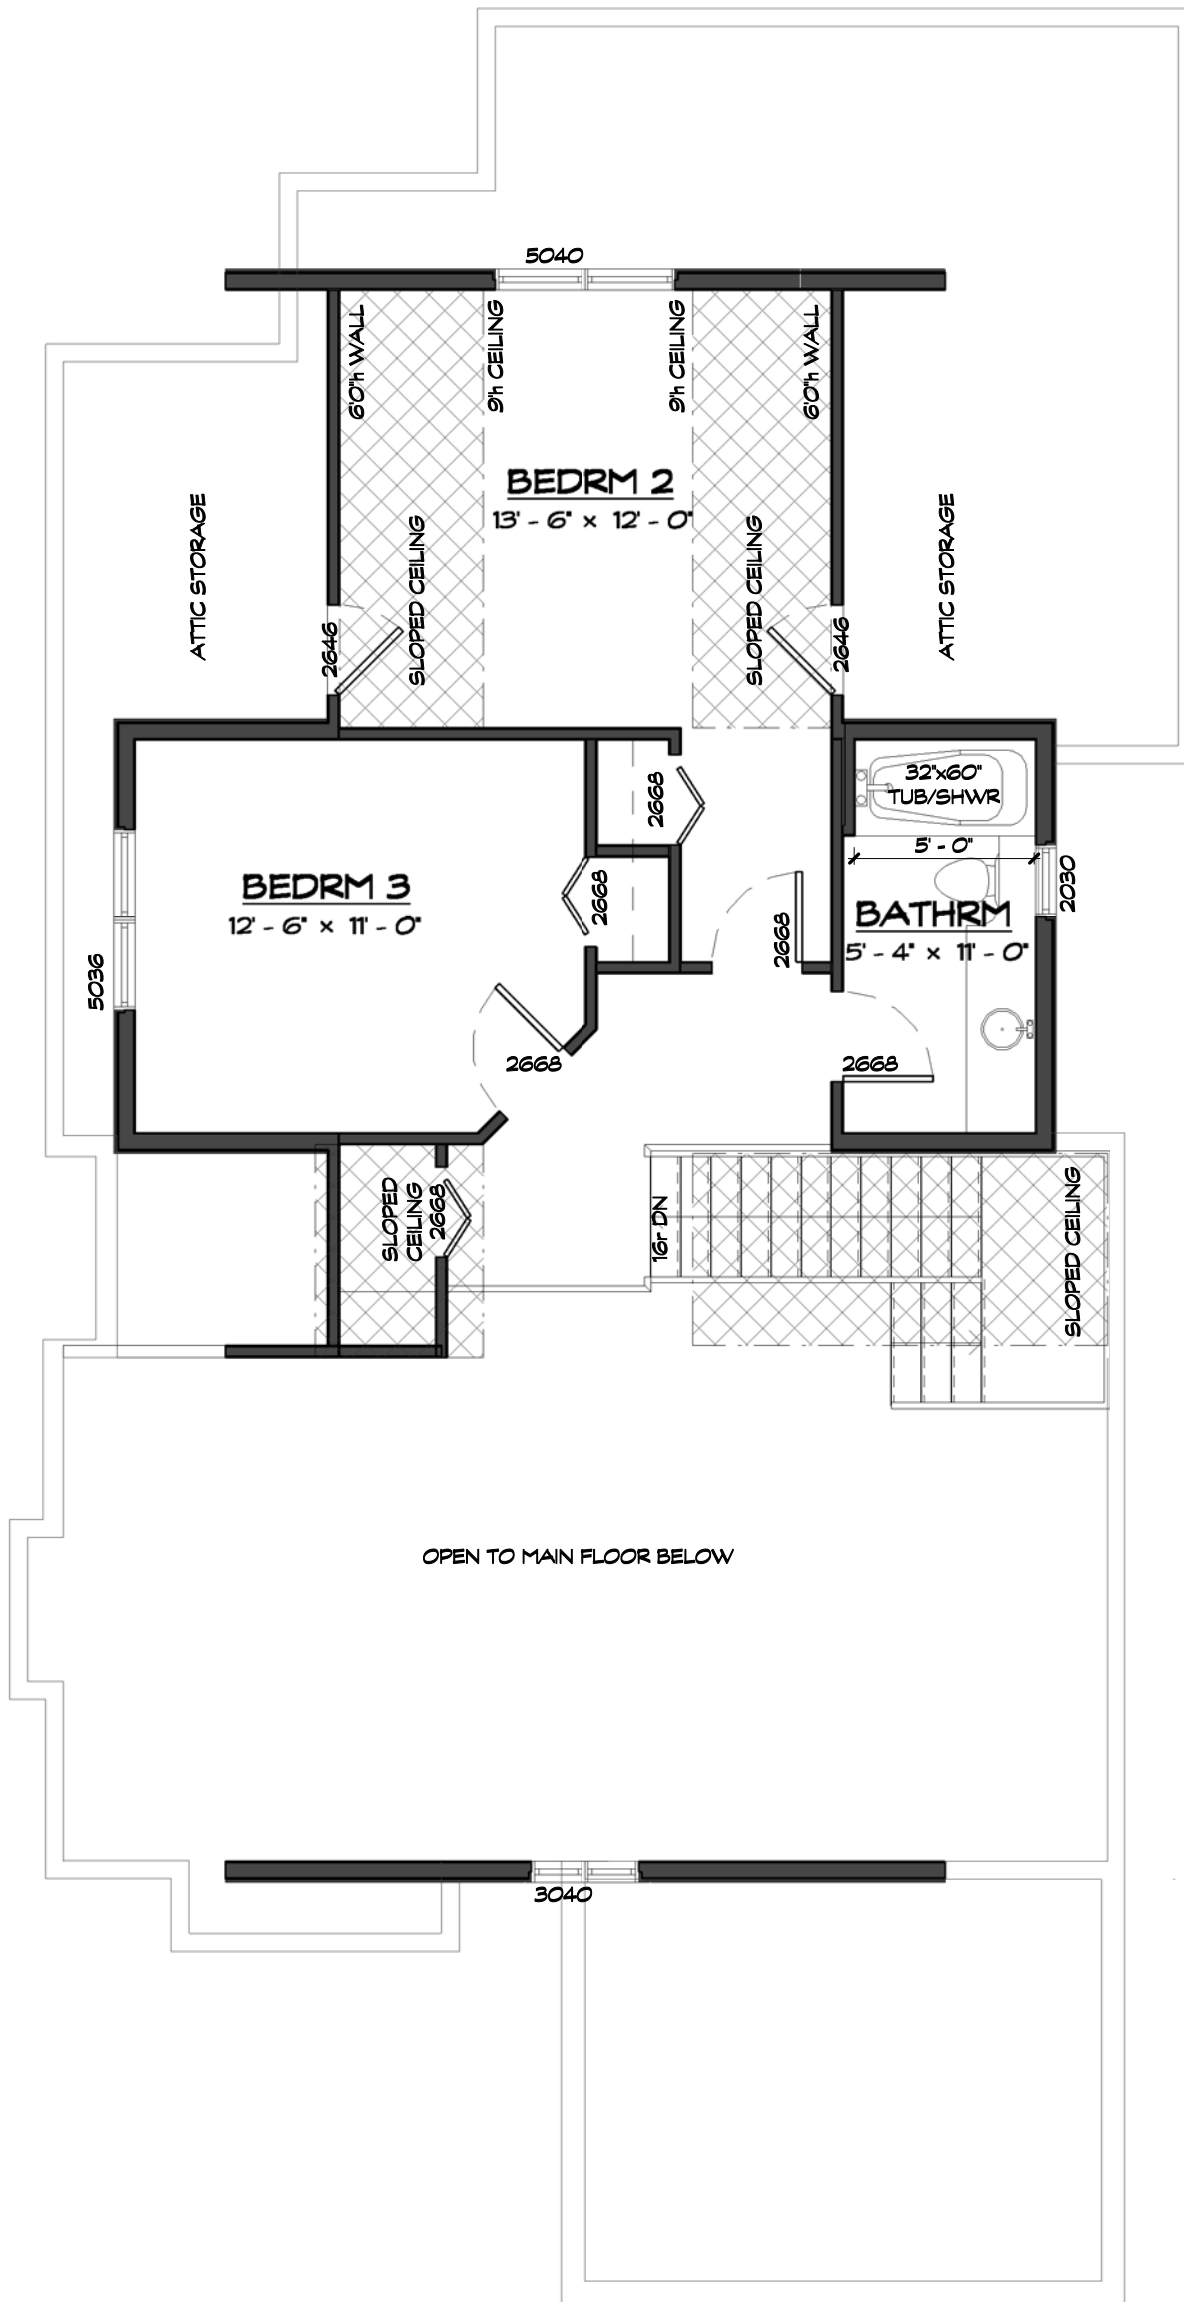 5040
6'0"h WALL
9'h CEILING
9'h CEILING
6'0"h WALL
BEDRM 2
13' - 6" x 12' - 0"
ATTIC STORAGE
SLOPED CEILING
SLOPED CEILING
ATTIC STORAGE
2646
2646
32"x60"
TUB/SHWR
5' - 0"
2668
2668
2030
BEDRM 3
12' - 6" x 11' - 0"
BATHRM
5' - 4" x 11' - 0"
2668
5036
2668
2668
SLOPED
CEILING
2668
16r DN
SLOPED CEILING
OPEN TO MAIN FLOOR BELOW
3040